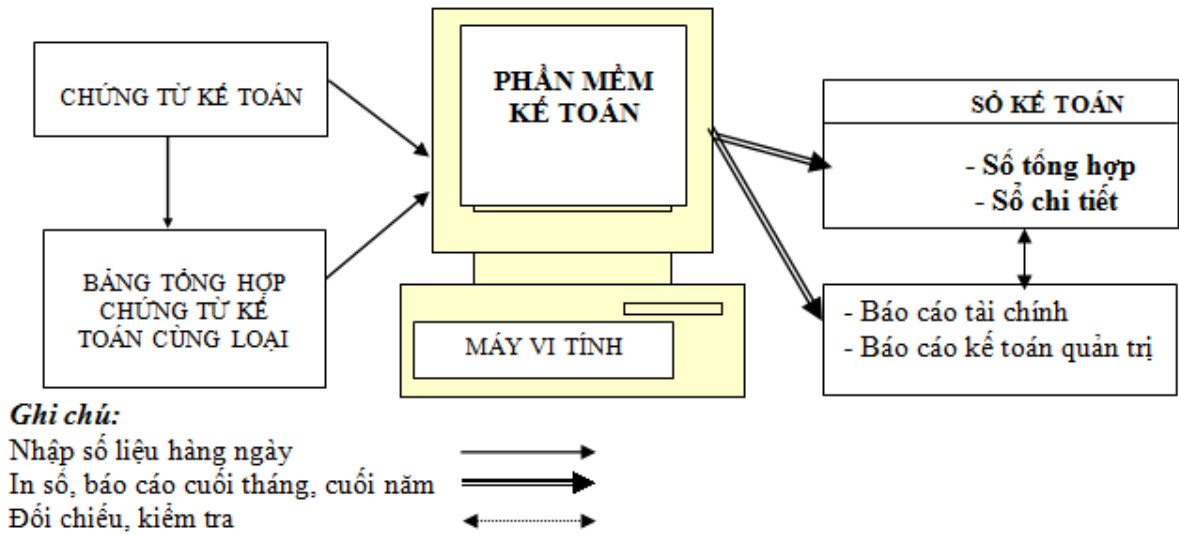 CHỨNG TỪ KẾ TOÁN
BẢNG TỔNG HỢP
CHỨNG TỪ KẾ
TOÁN CÙNG LOẠI
PHẦN MỀM
KẾ TOÁN
MÁY VI TÍNH
SỔ KẾ TOÁN
- Số tổng hợp
- Sổ chi tiết
- Báo cáo tài chính
- Báo cáo kế toán quản trị
Ghi chú:
Nhập số liệu hàng ngày
In sổ, báo cáo cuối tháng, cuối năm
Đối chiếu, kiểm tra